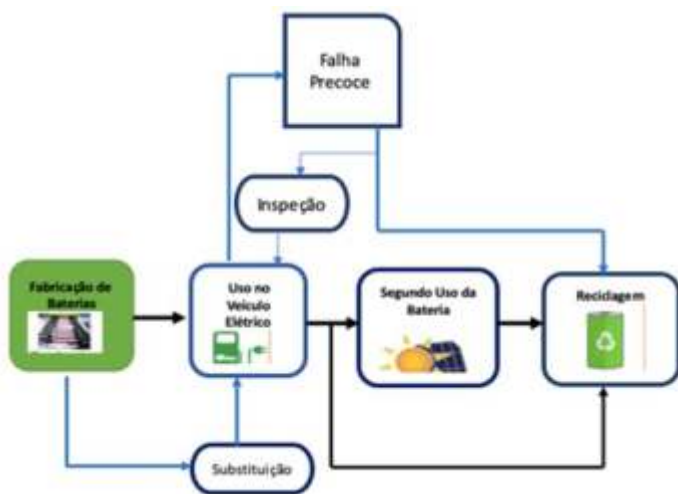 Falha
Precoce
Inspeção
Fabricação de
Baterias
Uso no
Veículo
Elétrico
Segundo Uso da
Bateria
Reciclagem
Substituição